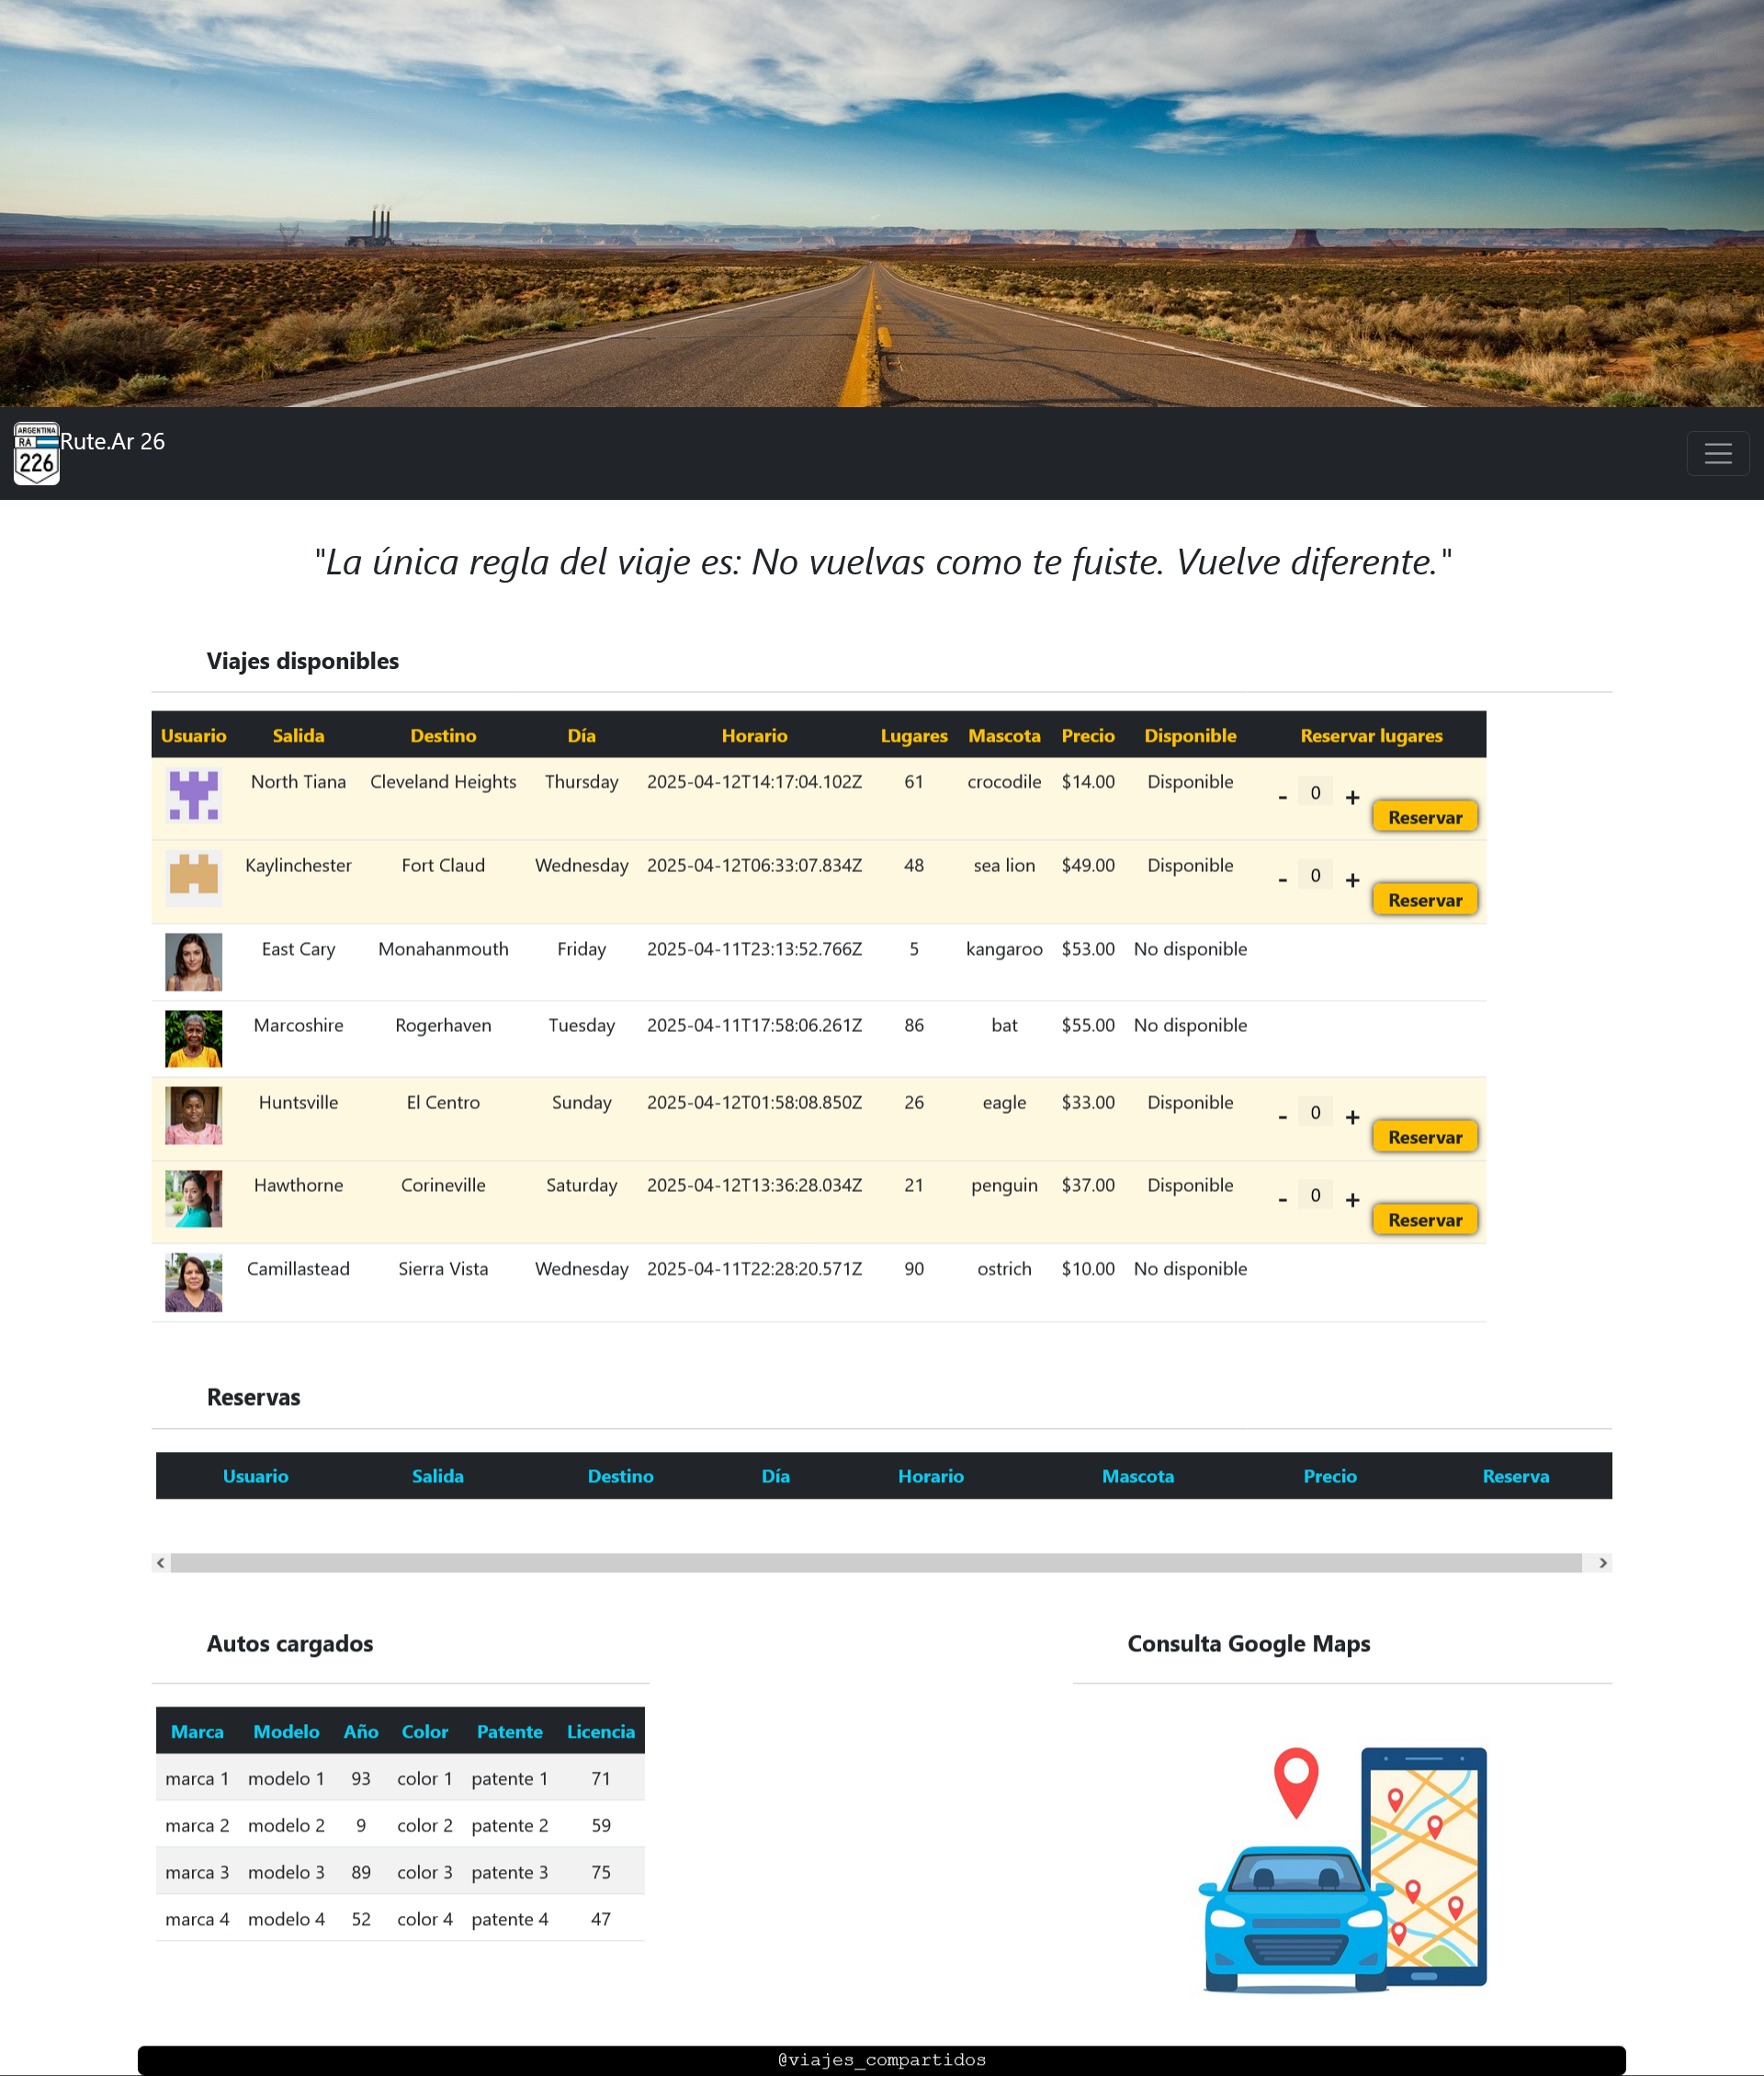 ARGENTINA
RA
226
Rute.Ar 26
"La única regla del viaje es: No vuelvas como te fuiste. Vuelve diferente."
Viajes disponibles
Usuario Salida Destino Día Horario Lugares Mascota Precio Disponible Reservar lugares
North Tiana Cleveland Heights Thursday 2025-04-12T14:17:04.102Z 61 crocodile $14.00 Disponible - 0 + Reservar
Kaylinchester Fort Claud Wednesday 2025-04-12T06:33:07.834Z 48 sea lion $49.00 Disponible - 0 + Reservar
East Cary Monahanmouth Friday 2025-04-11T23:13:52.766Z 5 kangaroo $53.00 No disponible
Marcoshire Rogerhaven Tuesday 2025-04-11T17:58:06.261Z 86 bat $55.00 No disponible
Huntsville El Centro Sunday 2025-04-12T01:58:08.850Z 26 eagle $33.00 Disponible - 0 + Reservar
Hawthorne Corineville Saturday 2025-04-12T13:36:28.034Z 21 penguin $37.00 Disponible - 0 + Reservar
Camillastead Sierra Vista Wednesday 2025-04-11T22:28:20.571Z 90 ostrich $10.00 No disponible
Reservas
Usuario Salida Destino Día Horario Mascota Precio Reserva
Autos cargados
Marca Modelo Año Color Patente Licencia
marca 1 modelo 1 93 color 1 patente 1 71
marca 2 modelo 2 9 color 2 patente 2 59
marca 3 modelo 3 89 color 3 patente 3 75
marca 4 modelo 4 52 color 4 patente 4 47
Consulta Google Maps
@viajes_compartidos